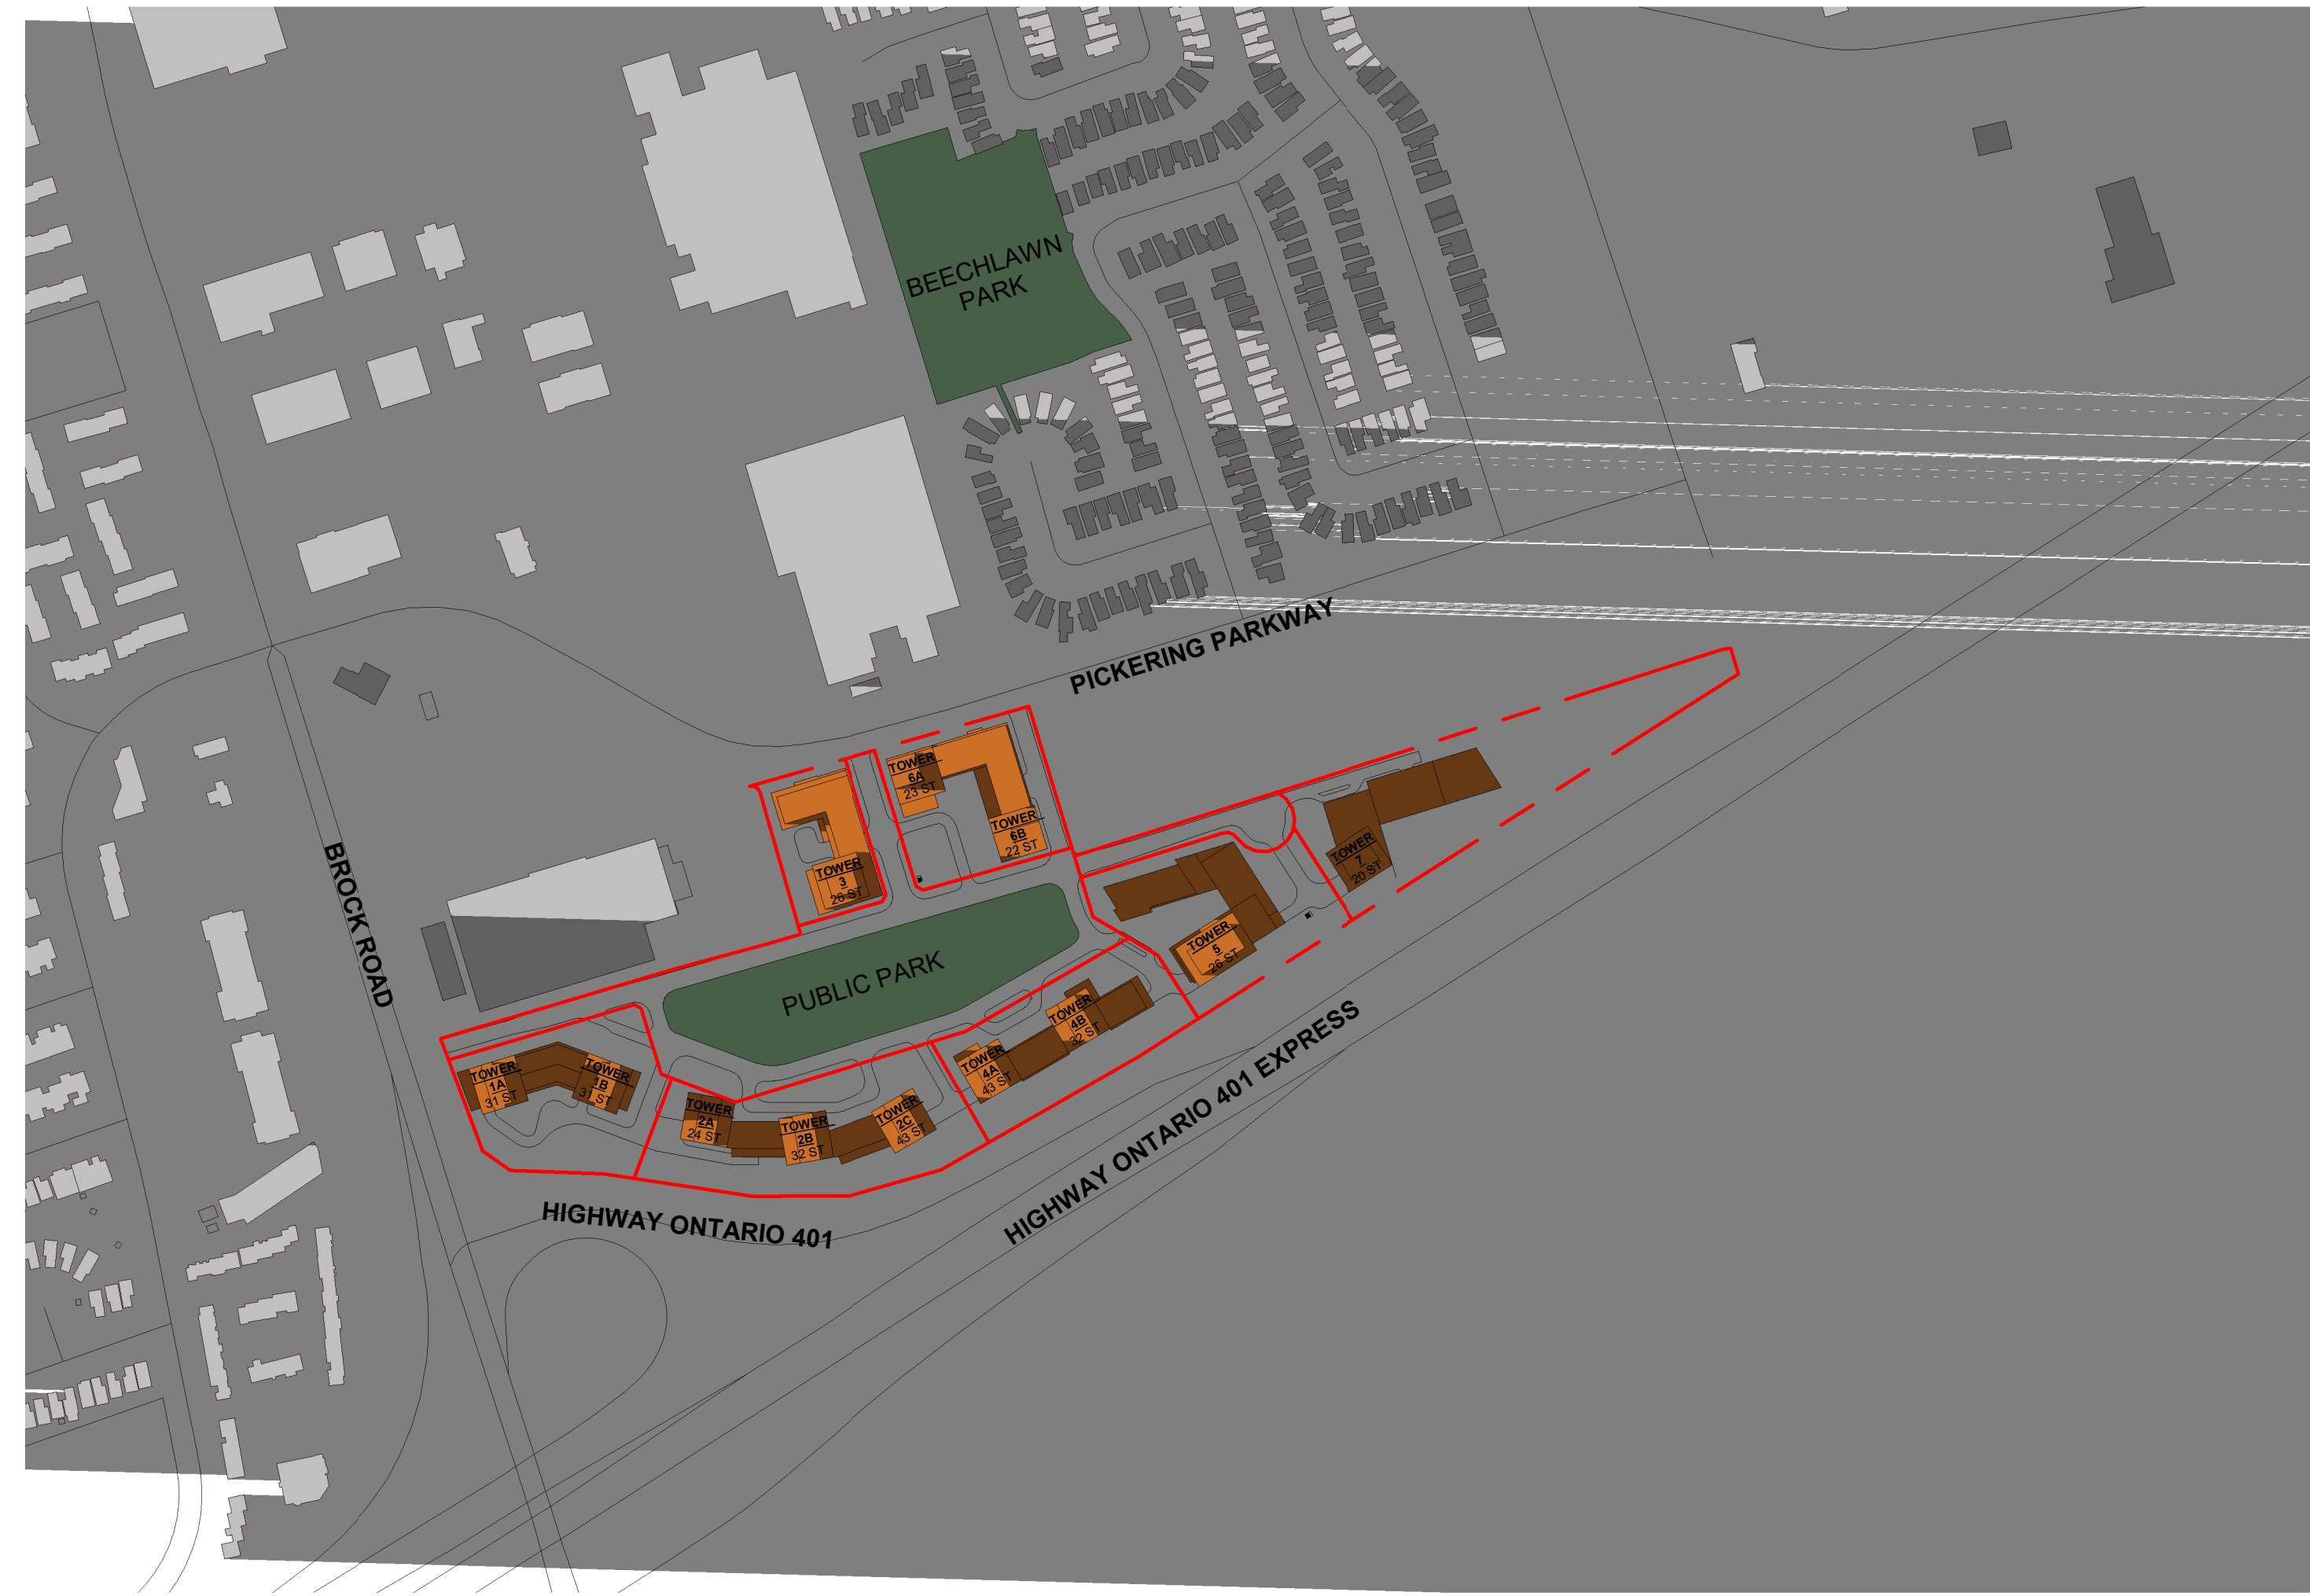 BEECHLAWN
PARK
PICKERING PARKWAY
BROCK ROAD
TOWER
6A
23 ST
TOWER
6B
22 ST
TOWER
3
26 ST
TOWER
7
20 ST
TOWER
5
26 ST
PUBLIC PARK
TOWER
4B
32 ST
TOWER
4A
43 ST
TOWER
1A
31 ST
TOWER
1B
31 ST
TOWER
2A
24 ST
TOWER
2B
32 ST
TOWER
2C
43 ST
HIGHWAY ONTARIO 401
HIGHWAY ONTARIO 401 EXPRESS